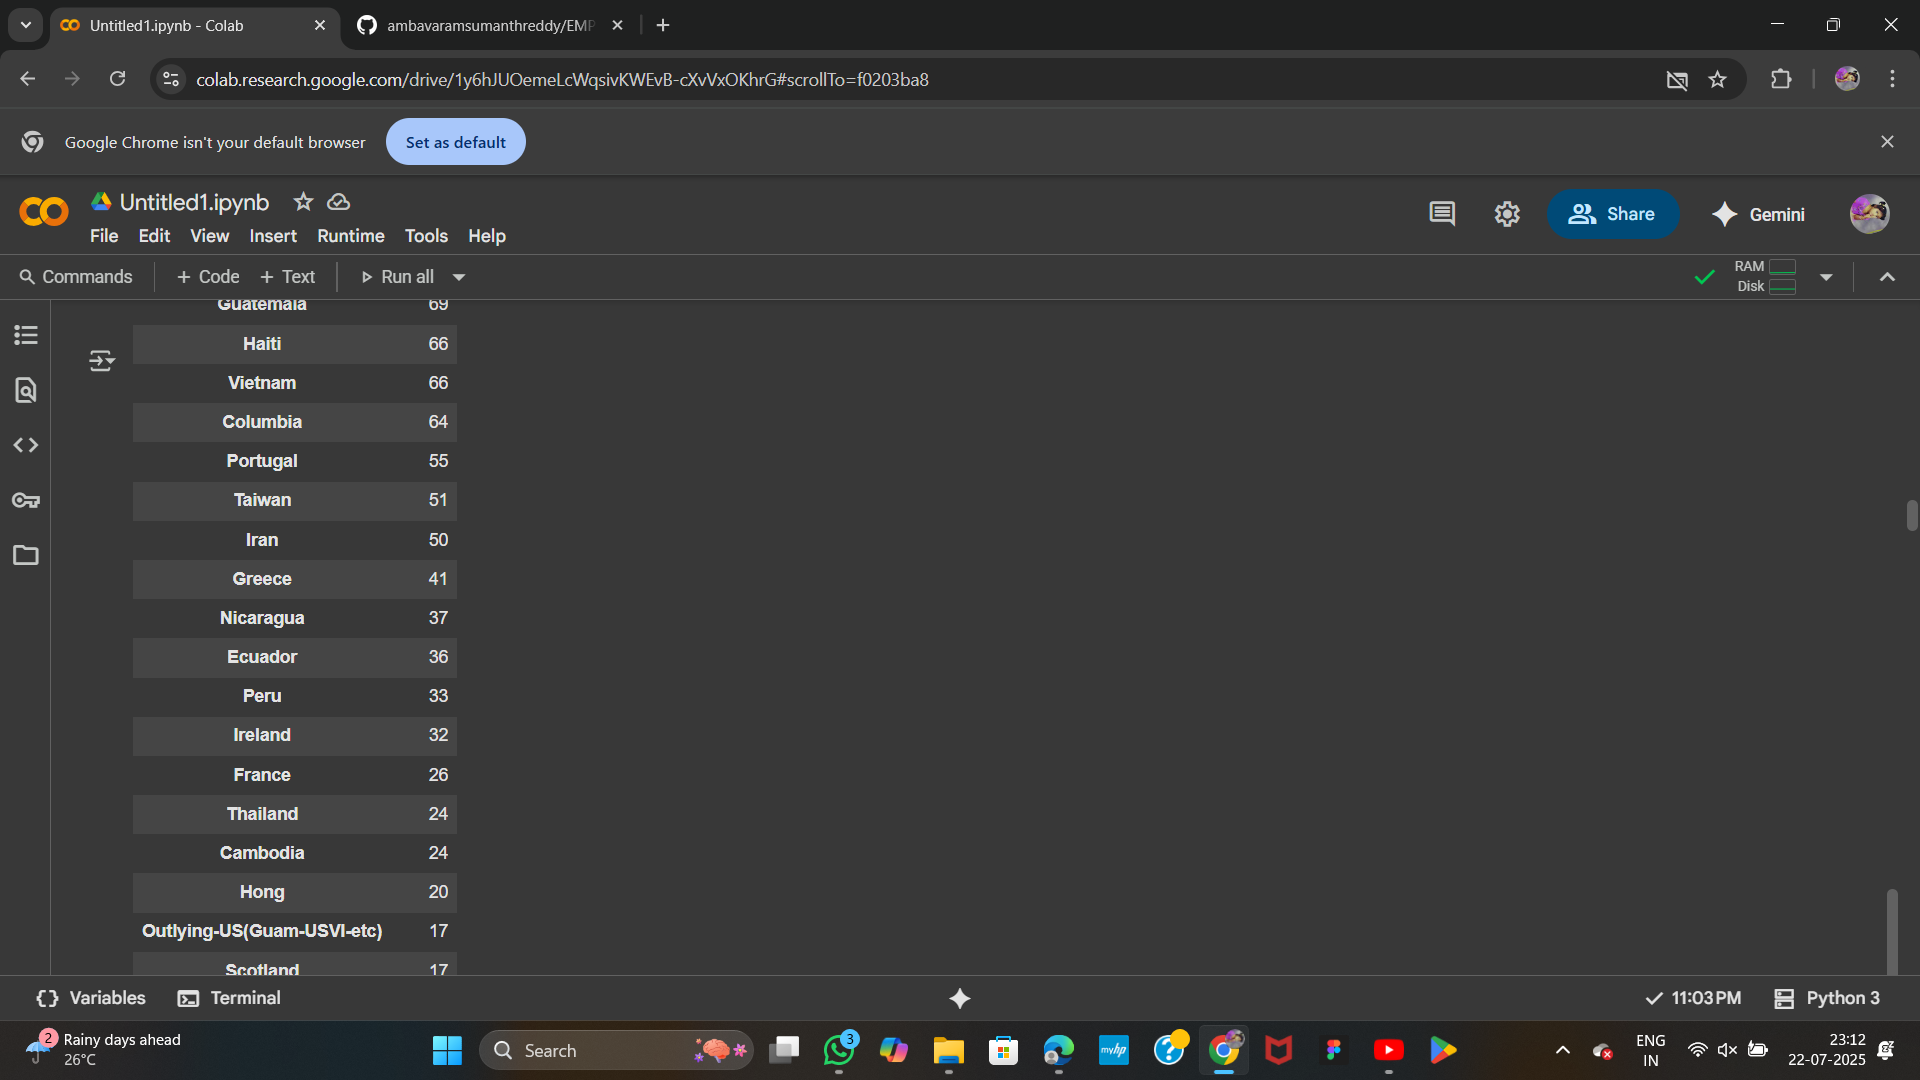 Untitled1.ipynb - Colab
ambavaramsumanthreddy/EMP
colab.research.google.com/drive/1y6hJUOemeLcWqsivKWEvB-cXvVxOKhrG#scrollTo=f0203ba8
Google Chrome isn't your default browser
Set as default
Untitled1.ipynb
File Edit View Insert Runtime Tools Help
Share
Gemini
Commands + Code + Text Run all
RAM
Disk
Guatemala 69
Haiti 66
Vietnam 66
Columbia 64
Portugal 55
Taiwan 51
Iran 50
Greece 41
Nicaragua 37
Ecuador 36
Peru 33
Ireland 32
France 26
Thailand 24
Cambodia 24
Hong 20
Outlying-US(Guam-USVI-etc) 17
Scotland 17
{} Variables Terminal
11:03 PM Python 3
2
Rainy days ahead
26°C
Search
3
myhp
ENG
IN
23:12
22-07-2025